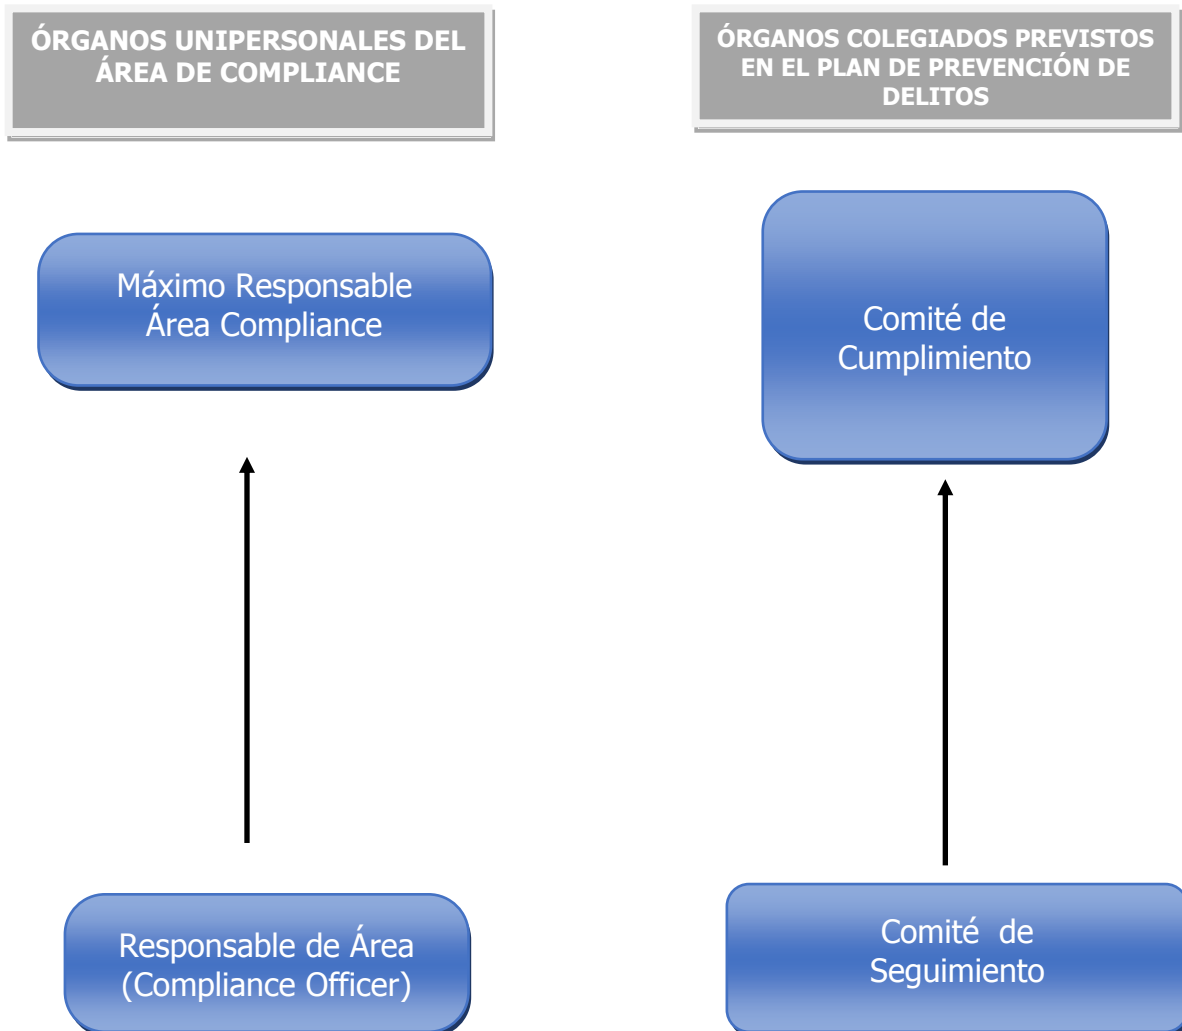 ÓRGANOS UNIPERSONALES DEL
ÁREA DE COMPLIANCE
ÓRGANOS COLEGIADOS PREVISTOS
EN EL PLAN DE PREVENCIÓN DE
DELITOS
Máximo Responsable
Área Compliance
Comité de
Cumplimiento
Responsable de Área
(Compliance Officer)
Comité de
Seguimiento